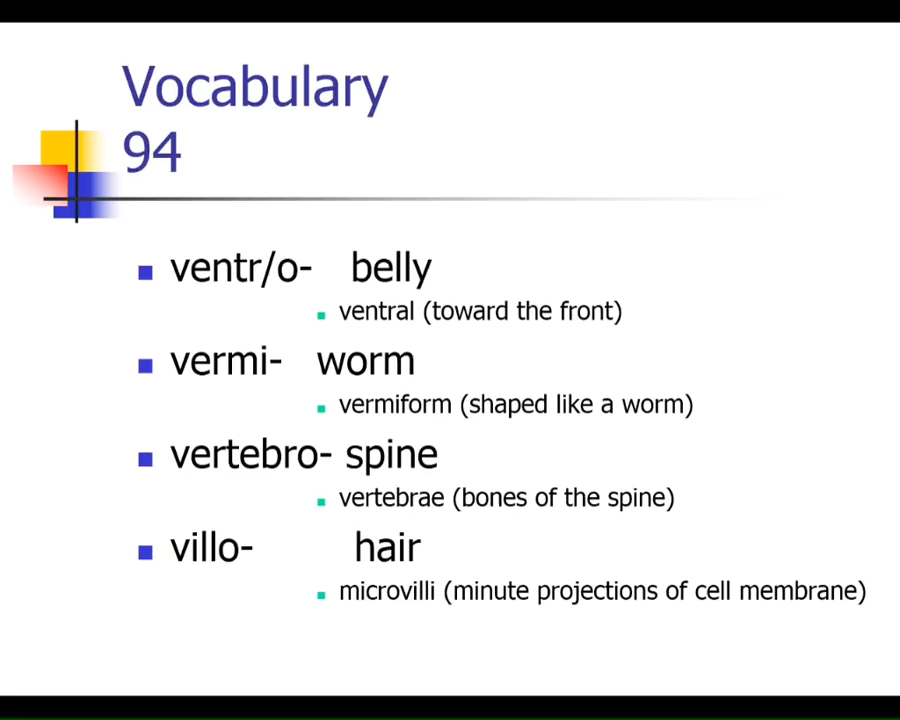 Vocabulary
94
ventr/o- belly
ventral (toward the front)
vermi- worm
vermiform (shaped like a worm)
vertebro- spine
vertebrae (bones of the spine)
villo- hair
microvilli (minute projections of cell membrane)